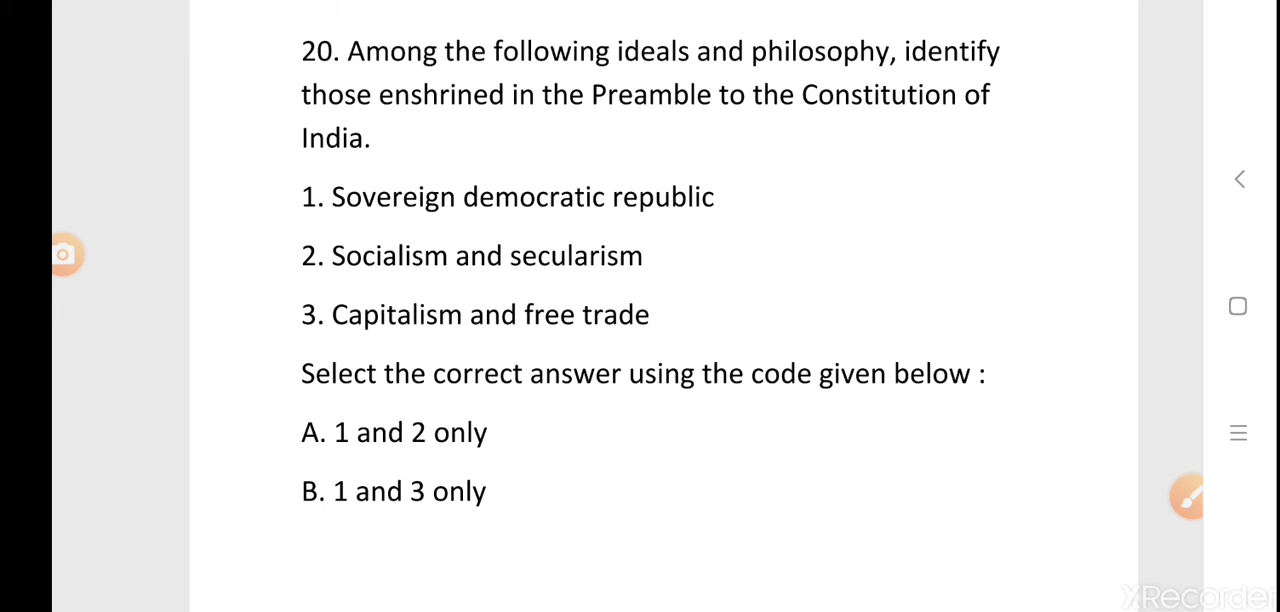 20. Among the following ideals and philosophy, identify
those enshrined in the Preamble to the Constitution of
India.
1. Sovereign democratic republic
2. Socialism and secularism
3. Capitalism and free trade
Select the correct answer using the code given below :
A. 1 and 2 only
B. 1 and 3 only
XRecorder